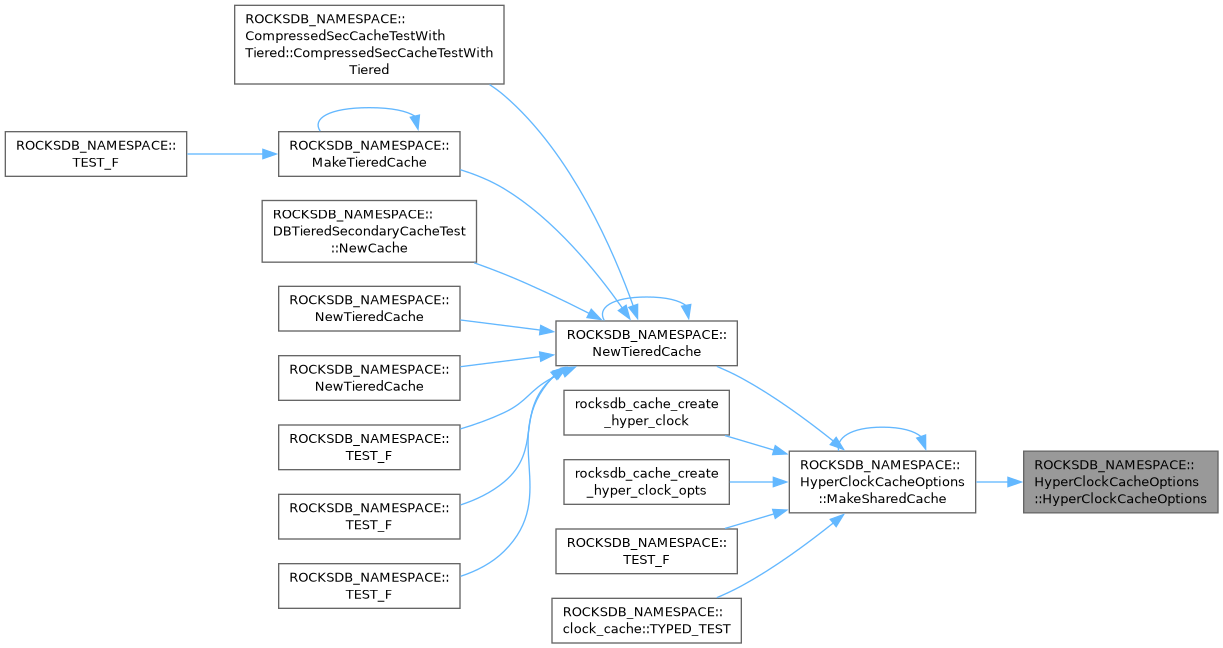 ROCKSDB_NAMESPACE::
CompressedSecCacheTestWith
Tiered::CompressedSecCacheTestWith
Tiered
ROCKSDB_NAMESPACE::
TEST_F
ROCKSDB_NAMESPACE::
MakeTieredCache
ROCKSDB_NAMESPACE::
DBTieredSecondaryCacheTest
::NewCache
ROCKSDB_NAMESPACE::
NewTieredCache
ROCKSDB_NAMESPACE::
NewTieredCache
ROCKSDB_NAMESPACE::
TEST_F
ROCKSDB_NAMESPACE::
TEST_F
ROCKSDB_NAMESPACE::
TEST_F
ROCKSDB_NAMESPACE::
NewTieredCache
rocksdb_cache_create
_hyper_clock
rocksdb_cache_create
_hyper_clock_opts
ROCKSDB_NAMESPACE::
TEST_F
ROCKSDB_NAMESPACE::
clock_cache::TYPED_TEST
ROCKSDB_NAMESPACE::
HyperClockCacheOptions
::MakeSharedCache
ROCKSDB_NAMESPACE::
HyperClockCacheOptions
::HyperClockCacheOptions